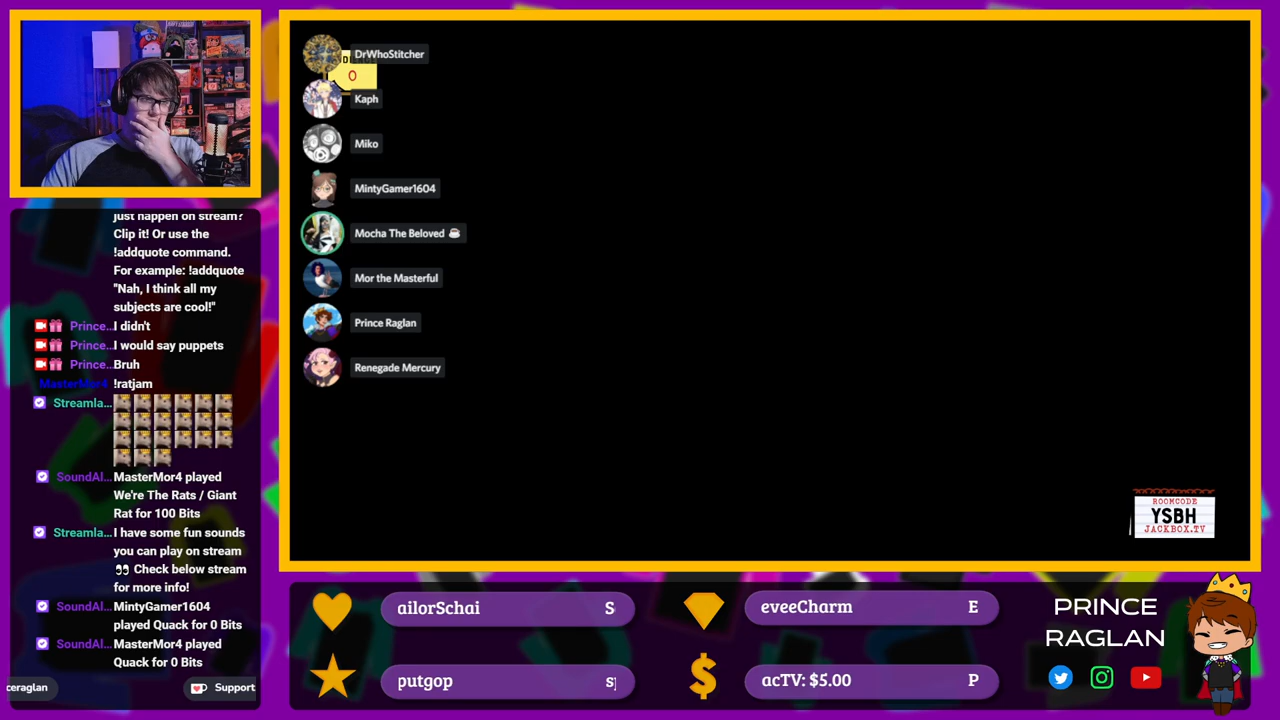 DrWhoStitcher
0
Kaph
Miko
MintyGamer1604
Mocha The Beloved ☕
Mor the Masterful
Prince Raglan
Renegade Mercury
ROOMCODE
YSBH
JACKBOX.TV
just happen on stream?
Clip it! Or use the
!addquote command.
For example: !addquote
"Nah, I think all my
subjects are cool!"
Prince... I didn't
Prince... I would say puppets
Prince... Bruh
MasterMor4 !ratjam
Streamla...
SoundAl... MasterMor4 played
We're The Rats / Giant
Rat for 100 Bits
Streamla... I have some fun sounds
you can play on stream
👀 Check below stream
for more info!
SoundAl... MintyGamer1604
played Quack for 0 Bits
SoundAl... MasterMor4 played
Quack for 0 Bits
ceraglan
Support
ailorSchai S
eveeCharm E
putgop s
acTV: $5.00 P
PRINCE
RAGLAN